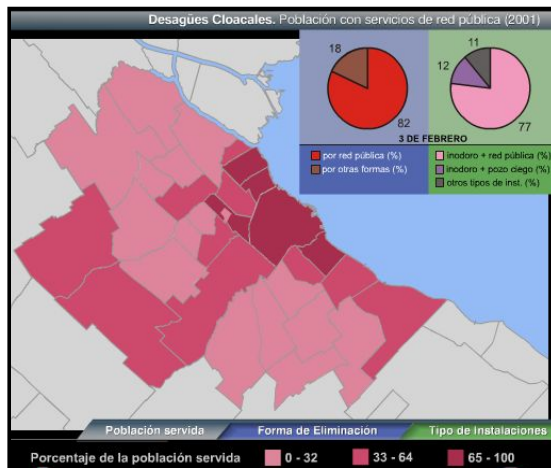 Desagües Cloacales. Población con servicios de red pública (2001)
18
82
11
12
77
3 DE FEBRERO
por red pública (%)
por otras formas (%)
inodoro + red pública (%)
inodoro + pozo ciego (%)
otros tipos de inst. (%)
Población servida
Forma de Eliminación
Tipo de Instalaciones
Porcentaje de la población servida 0 - 32 33 - 64 65 - 100